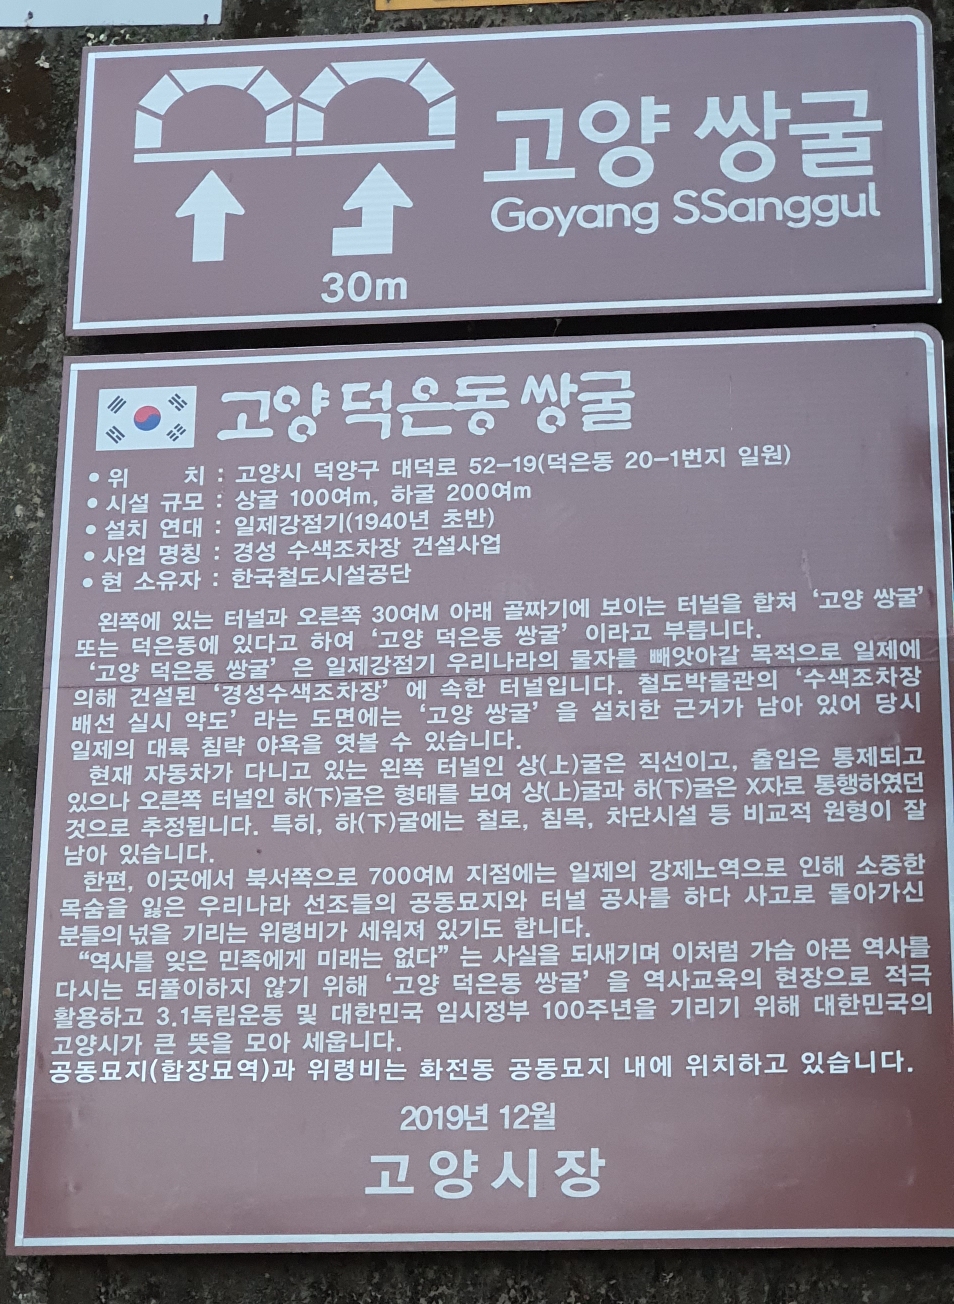 고양 쌍굴
Goyang SSanggul
30m
고양 덕은동 쌍굴
• 위 치 : 고양시 덕양구 대덕로 52-19(덕은동 20-1번지 일원)
• 시설 규모 : 상굴 100여m, 하굴 200여m
• 설치 연대 : 일제강점기(1940년 초반)
• 사업 명칭 : 경성 수색조차장 건설사업
• 현 소유자 : 한국철도시설공단
왼쪽에 있는 터널과 오른쪽 30여M 아래 골짜기에 보이는 터널을 합쳐 '고양 쌍굴'
또는 덕은동에 있다고 하여 '고양 덕은동 쌍굴' 이라고 부릅니다.
'고양 덕은동 쌍굴' 은 일제강점기 우리나라의 물자를 빼앗아갈 목적으로 일제에
의해 건설된 '경성수색조차장' 에 속한 터널입니다. 철도박물관의 '수색조차장
배선 실시 약도' 라는 도면에는 '고양 쌍굴' 을 설치한 근거가 남아 있어 당시
일제의 대륙 침략 야욕을 엿볼 수 있습니다.
현재 자동차가 다니고 있는 왼쪽 터널인 상(上)굴은 직선이고, 출입은 통제되고
있으나 오른쪽 터널인 하(下)굴은 형태를 보여 상(上)굴과 하(下)굴은 X자로 통행하였던
것으로 추정됩니다. 특히, 하(下)굴에는 철로, 침목, 차단시설 등 비교적 원형이 잘
남아 있습니다.
한편, 이곳에서 북서쪽으로 700여M 지점에는 일제의 강제노역으로 인해 소중한
목숨을 잃은 우리나라 선조들의 공동묘지와 터널 공사를 하다 사고로 돌아가신
분들의 넋을 기리는 위령비가 세워져 있기도 합니다.
"역사를 잊은 민족에게 미래는 없다" 는 사실을 되새기며 이처럼 가슴 아픈 역사를
다시는 되풀이하지 않기 위해 '고양 덕은동 쌍굴' 을 역사교육의 현장으로 적극
활용하고 3.1독립운동 및 대한민국 임시정부 100주년을 기리기 위해 대한민국의
고양시가 큰 뜻을 모아 세웁니다.
공동묘지(합장묘역)과 위령비는 화전동 공동묘지 내에 위치하고 있습니다.
2019년 12월
고양시장